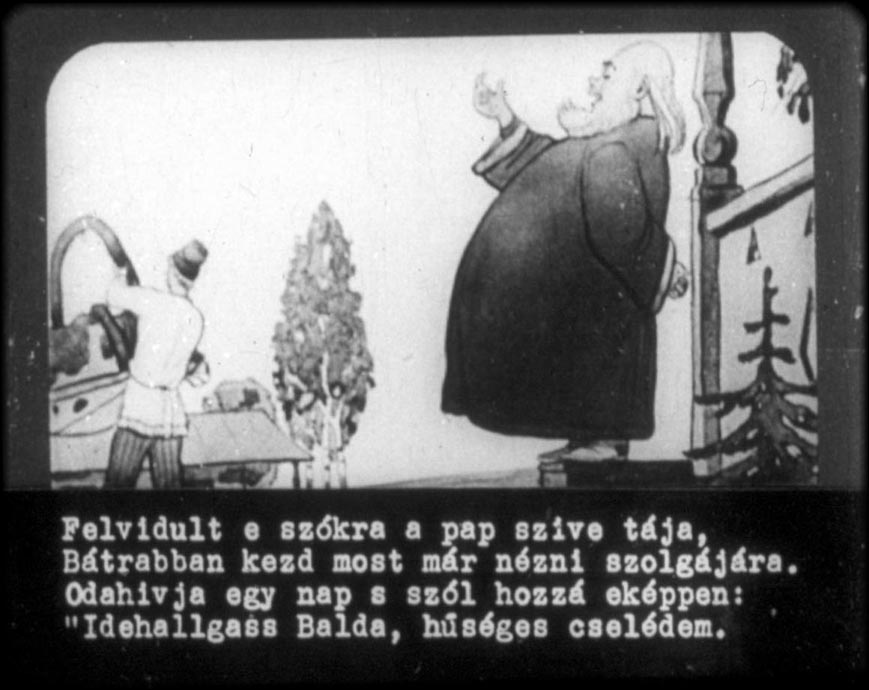 Felvidult e szókra a pap szive tája,
Bátrabban kezd most már nézni szolgájára.
Odahivja egy nap s szól hozzá eképpen:
"Idehallgass Balda, hűséges cselédem.